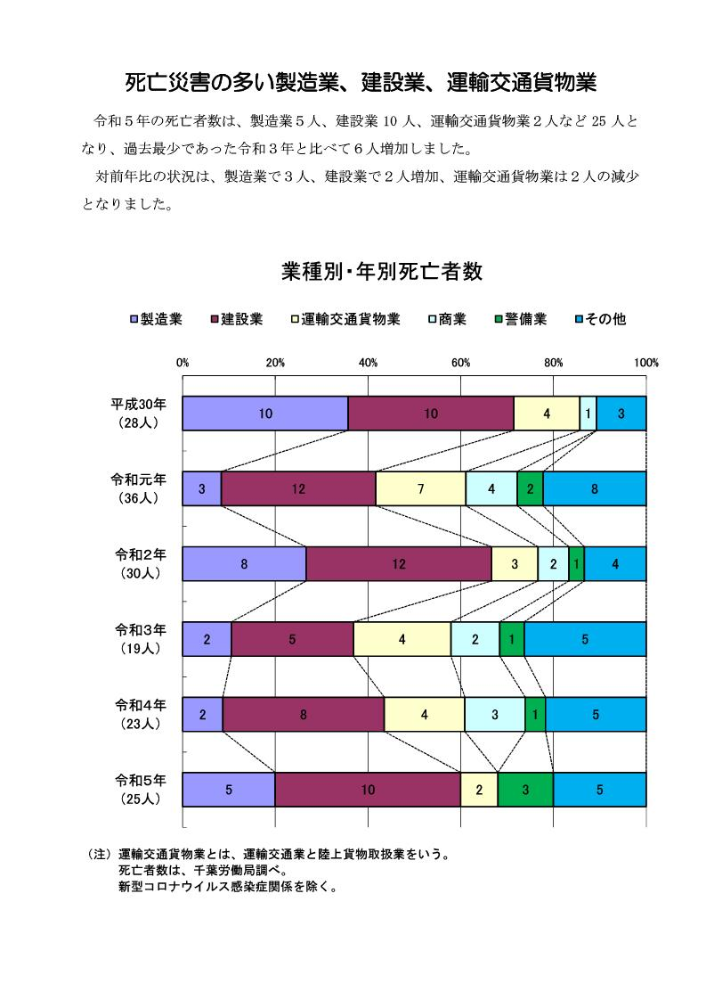 死亡災害の多い製造業、建設業、運輸交通貨物業
令和５年の死亡者数は、製造業５人、建設業 10 人、運輸交通貨物業２人など 25 人と
なり、過去最少であった令和３年と比べて６人増加しました。
対前年比の状況は、製造業で３人、建設業で２人増加、運輸交通貨物業は２人の減少
となりました。
業種別・年別死亡者数
製造業 建設業 運輸交通貨物業 商業 警備業 その他
0% 20% 40% 60% 80% 100%
平成30年
（28人）
10 10 4 1 3
令和元年
（36人）
3 12 7 4 2 8
令和２年
（30人）
8 12 3 2 1 4
令和３年
（19人）
2 5 4 2 1 5
令和４年
（23人）
2 8 4 3 1 5
令和５年
（25人）
5 10 2 3 5
（注）運輸交通貨物業とは、運輸交通業と陸上貨物取扱業をいう。
死亡者数は、千葉労働局調べ。
新型コロナウイルス感染症関係を除く。